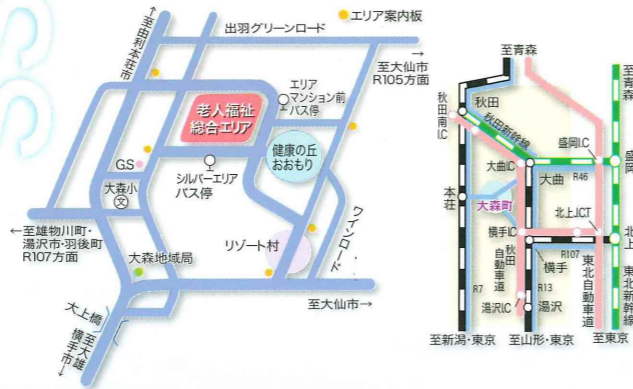 出羽グリーンロード
エリア案内板
←至由利本荘市
→
至大仙市
R105方面
エリア
マンション前
バス停
老人福祉
総合エリア
健康の丘
おおもり
G.S
シルバーエリア
バス停
大森小
文
ワインロード
←至雄物川町・
湯沢市・羽後町
R107方面
リゾート村
大森地域局
至大仙市→
大上橋
至大雄
横手市→
至青森
至青森
秋田
秋田南I.C
秋田新幹線
盛岡I.C
盛岡
大曲IC
大曲
R46
本荘
大森町
北上JCT
北上
横手IC
秋田自動車道
横手
R107
東北自動車道
東北新幹線
R7
R13
湯沢I.C
湯沢
至新潟・東京
至山形・東京
至東京